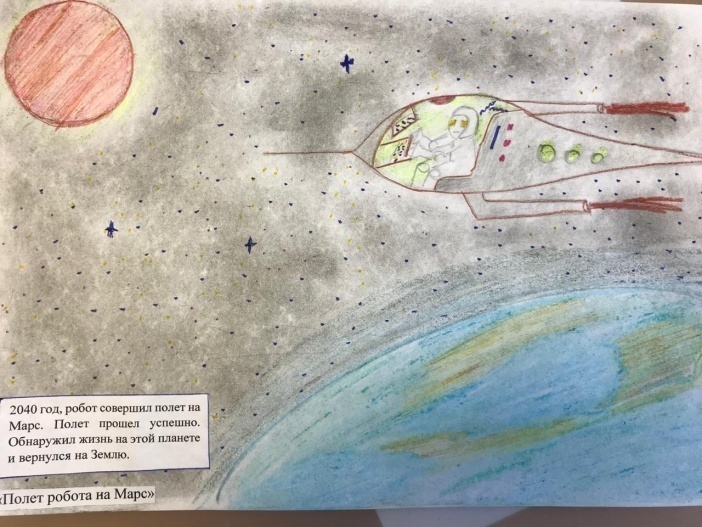 2040 год, робот совершил полет на
Марс. Полет прошел успешно.
Обнаружил жизнь на этой планете
и вернулся на Землю.
«Полет робота на Марс»